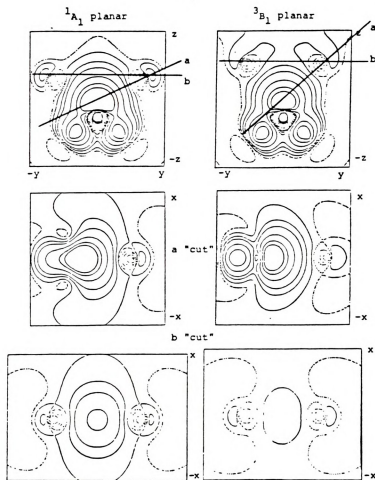 ¹A₁ planar
³B₁ planar
z
z
a
a
b
b
-z
-z
-y
y
-y
y
x
x
a "cut"
-x
-x
b "cut"
x
x
-x
-x